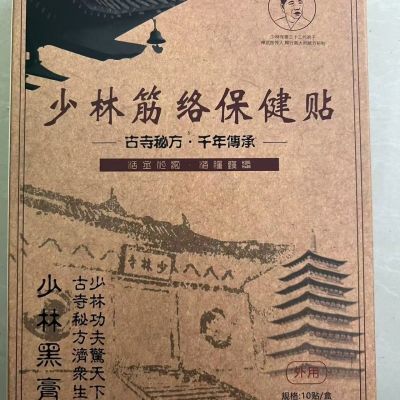 少林筋络保健贴
古寺秘方·千年傳承
少林寺
少林功夫驚天下
古寺秘方濟衆生
少林黑膏
外用
规格:10贴/盒